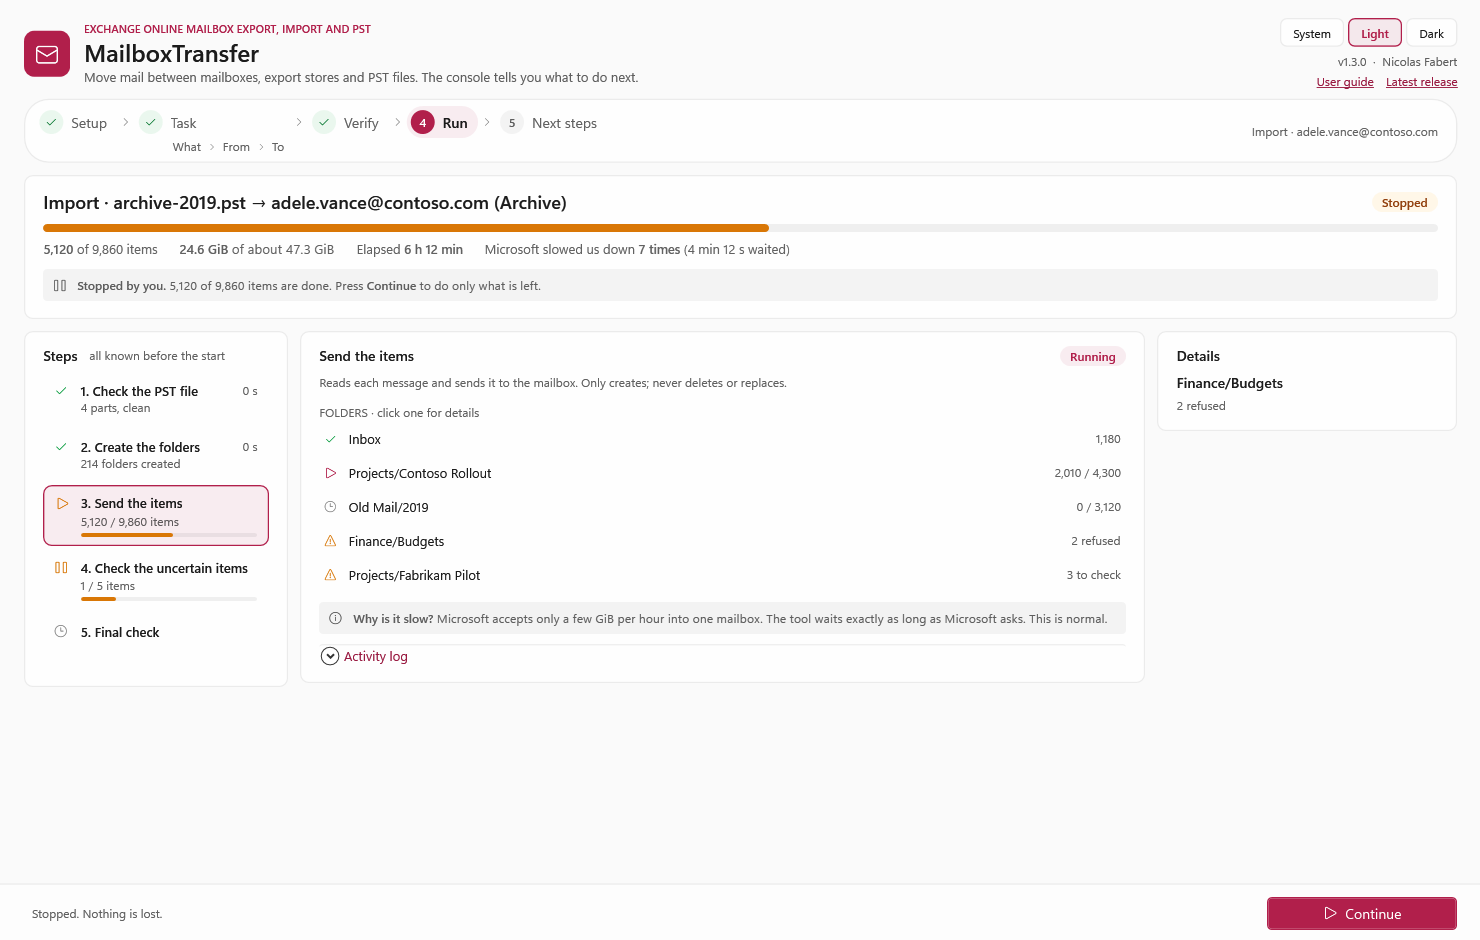 EXCHANGE ONLINE MAILBOX EXPORT, IMPORT AND PST
MailboxTransfer
Move mail between mailboxes, export stores and PST files. The console tells you what to do next.
System Light Dark
v1.3.0 · Nicolas Fabert
User guide Latest release
Setup Task Verify 4 Run 5 Next steps
What From To
Import · adele.vance@contoso.com
Import · archive-2019.pst → adele.vance@contoso.com (Archive)
Stopped
5,120 of 9,860 items 24.6 GiB of about 47.3 GiB Elapsed 6 h 12 min Microsoft slowed us down 7 times (4 min 12 s waited)
Stopped by you. 5,120 of 9,860 items are done. Press Continue to do only what is left.
Steps all known before the start
1. Check the PST file 0 s
4 parts, clean
2. Create the folders 0 s
214 folders created
3. Send the items
5,120 / 9,860 items
4. Check the uncertain items
1 / 5 items
5. Final check
Send the items Running
Reads each message and sends it to the mailbox. Only creates; never deletes or replaces.
FOLDERS · click one for details
Inbox 1,180
Projects/Contoso Rollout 2,010 / 4,300
Old Mail/2019 0 / 3,120
Finance/Budgets 2 refused
Projects/Fabrikam Pilot 3 to check
Why is it slow? Microsoft accepts only a few GiB per hour into one mailbox. The tool waits exactly as long as Microsoft asks. This is normal.
Activity log
Details
Finance/Budgets
2 refused
Stopped. Nothing is lost.
Continue